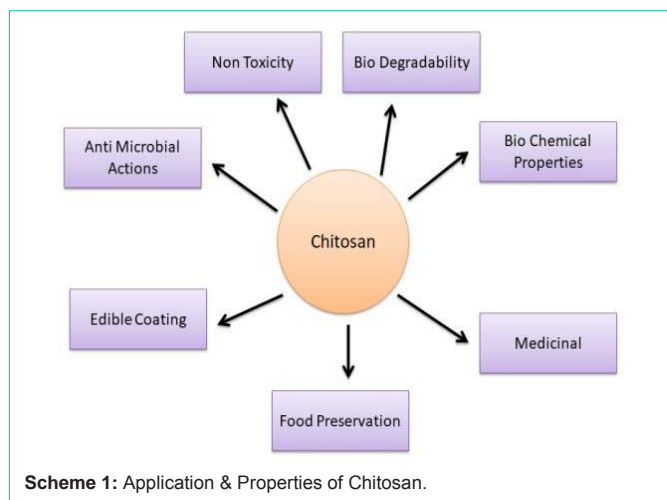 Non Toxicity
Bio Degradability
Anti Microbial
Actions
Bio Chemical
Properties
Chitosan
Edible Coating
Medicinal
Food Preservation
Scheme 1: Application & Properties of Chitosan.